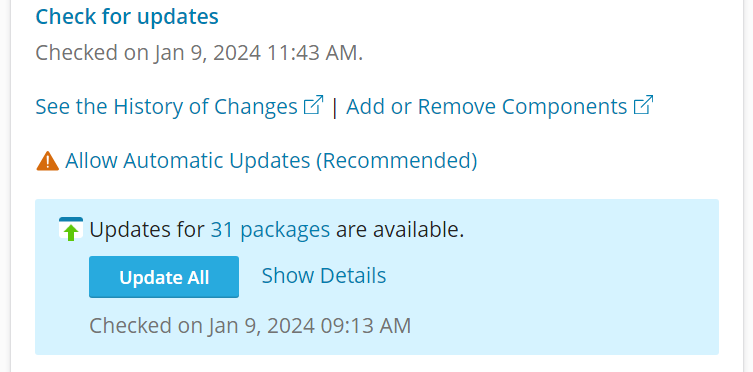 Check for updates
Checked on Jan 9, 2024 11:43 AM.
See the History of Changes | Add or Remove Components
Allow Automatic Updates (Recommended)
Updates for 31 packages are available.
Update All Show Details
Checked on Jan 9, 2024 09:13 AM